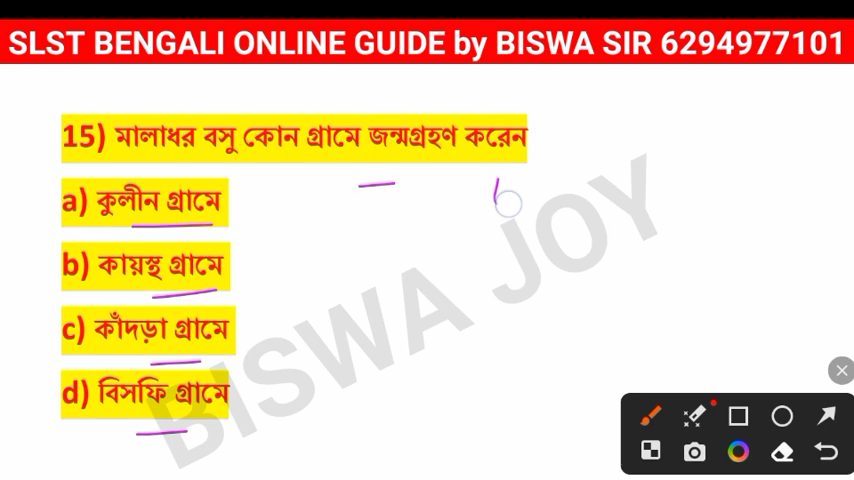 SLST BENGALI ONLINE GUIDE by BISWA SIR 6294977101
15) মালাধর বসু কোন গ্রামে জন্মগ্রহণ করেন
a) কুলীন গ্রামে
b) কায়স্থ গ্রামে
c) কাঁদড়া গ্রামে
d) বিসফি গ্রামে
BISWA JOY